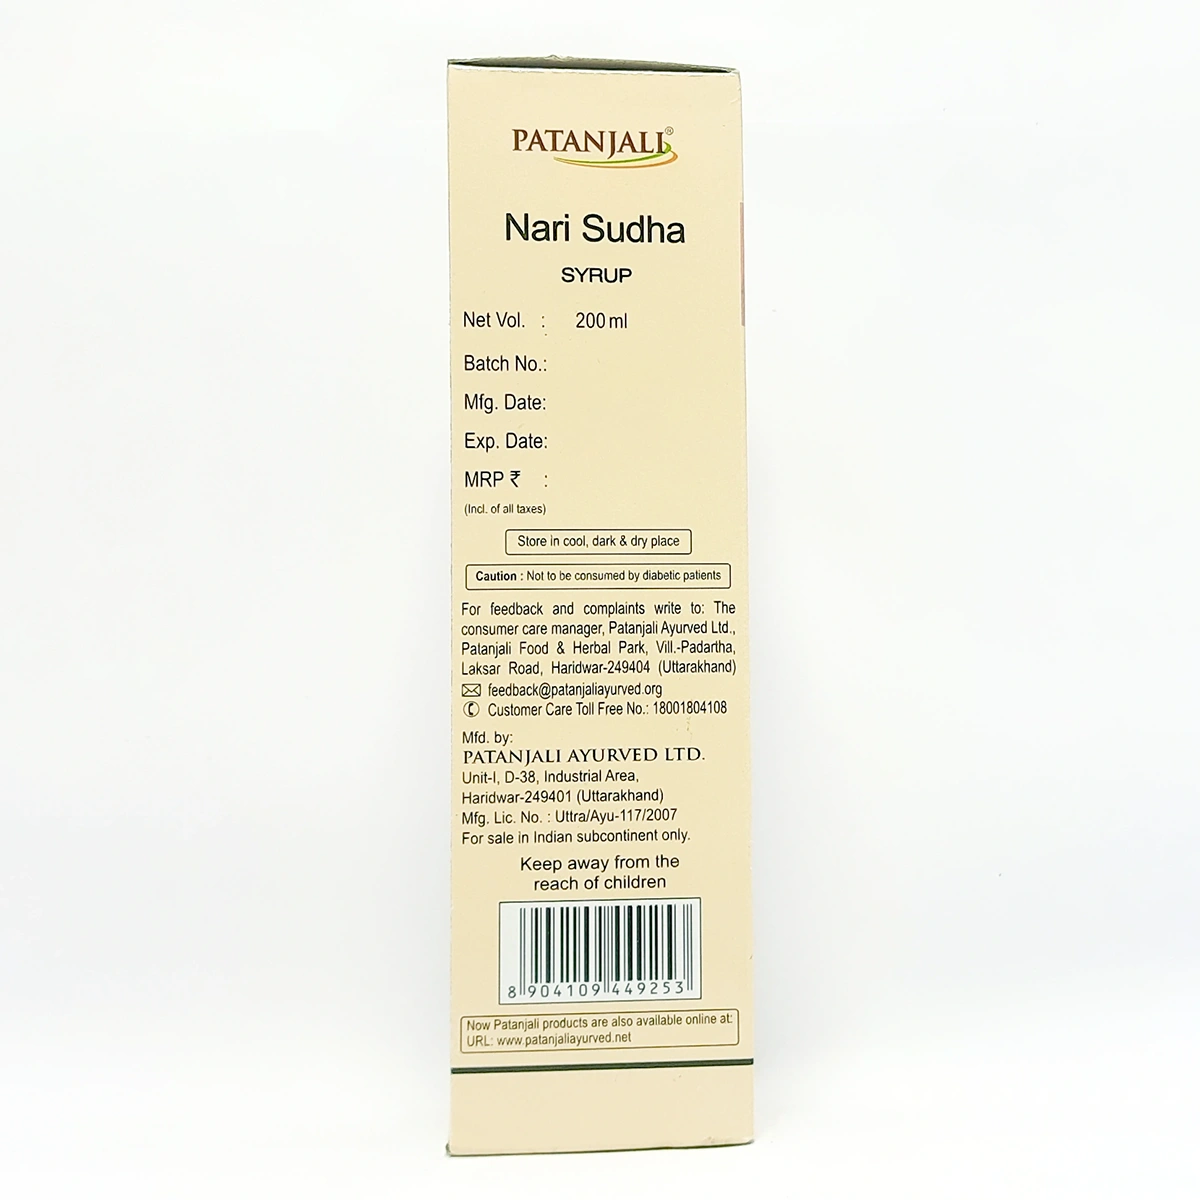 PATANJALI®
Nari Sudha
SYRUP
Net Vol. : 200 ml
Batch No.:
Mfg. Date:
Exp. Date:
MRP ₹ :
(Incl. of all taxes)
Store in cool, dark & dry place
Caution : Not to be consumed by diabetic patients
For feedback and complaints write to: The
consumer care manager, Patanjali Ayurved Ltd.,
Patanjali Food & Herbal Park, Vill.-Padartha,
Laksar Road, Haridwar-249404 (Uttarakhand)
feedback@patanjaliayurved.org
Customer Care Toll Free No.: 18001804108
Mfd. by:
PATANJALI AYURVED LTD.
Unit-I, D-38, Industrial Area,
Haridwar-249401 (Uttarakhand)
Mfg. Lic. No. : Uttra/Ayu-117/2007
For sale in Indian subcontinent only.
Keep away from the
reach of children
8 904109 449253
Now Patanjali products are also available online at:
URL: www.patanjaliayurved.net